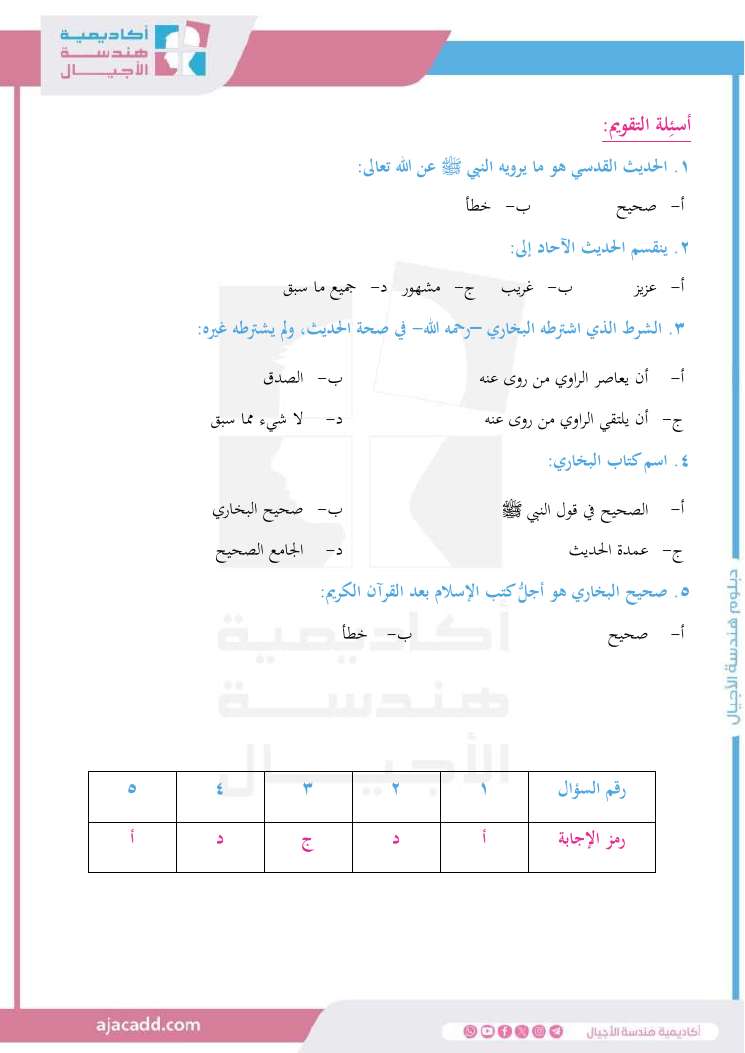 أكاديمية
هندسة
الأجيال
أسئلة التقويم:
١. الحديث القدسي هو ما يرويه النبي ﷺ عن الله تعالى:
أ- صحيح ب- خطأ
٢. ينقسم الحديث الآحاد إلى:
أ- عزيز ب- غريب ج- مشهور د- جميع ما سبق
٣. الشرط الذي اشترطه البخاري –رحمه الله– في صحة الحديث، ولم يشترطه غيره:
أ- أن يعاصر الراوي من روى عنه ب- الصدق
ج- أن يلتقي الراوي من روى عنه د- لا شيء مما سبق
٤. اسم كتاب البخاري:
أ- الصحيح في قول النبي ﷺ ب- صحيح البخاري
ج- عمدة الحديث د- الجامع الصحيح
٥. صحيح البخاري هو أجلُّ كتب الإسلام بعد القرآن الكريم:
أ- صحيح ب- خطأ
أكاديمية
هندسة
الأجيال
رقم السؤال ١ ٢ ٣ ٤ ٥
رمز الإجابة أ د ج د أ
دبلوم هندسة الأجيال
أكاديمية هندسة الأجيال
ajacadd.com